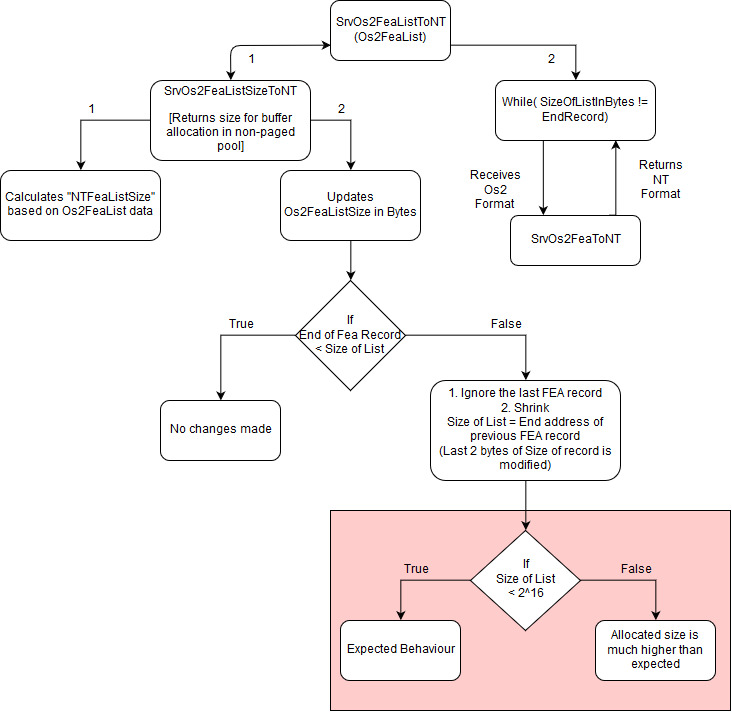 SrvOs2FeaListToNT
(Os2FeaList)
1
2
SrvOs2FeaListSizeToNT
[Returns size for buffer
allocation in non-paged
pool]
While( SizeOfListInBytes !=
EndRecord)
1
2
Calculates "NTFeaListSize"
based on Os2FeaList data
Updates
Os2FeaListSize in Bytes
Receives
Os2
Format
Returns
NT
Format
SrvOs2FeaToNT
If
End of Fea Record
< Size of List
True
False
No changes made
1. Ignore the last FEA record
2. Shrink
Size of List = End address of
previous FEA record
(Last 2 bytes of Size of record is
modified)
If
Size of List
< 2^16
True
False
Expected Behaviour
Allocated size is
much higher than
expected